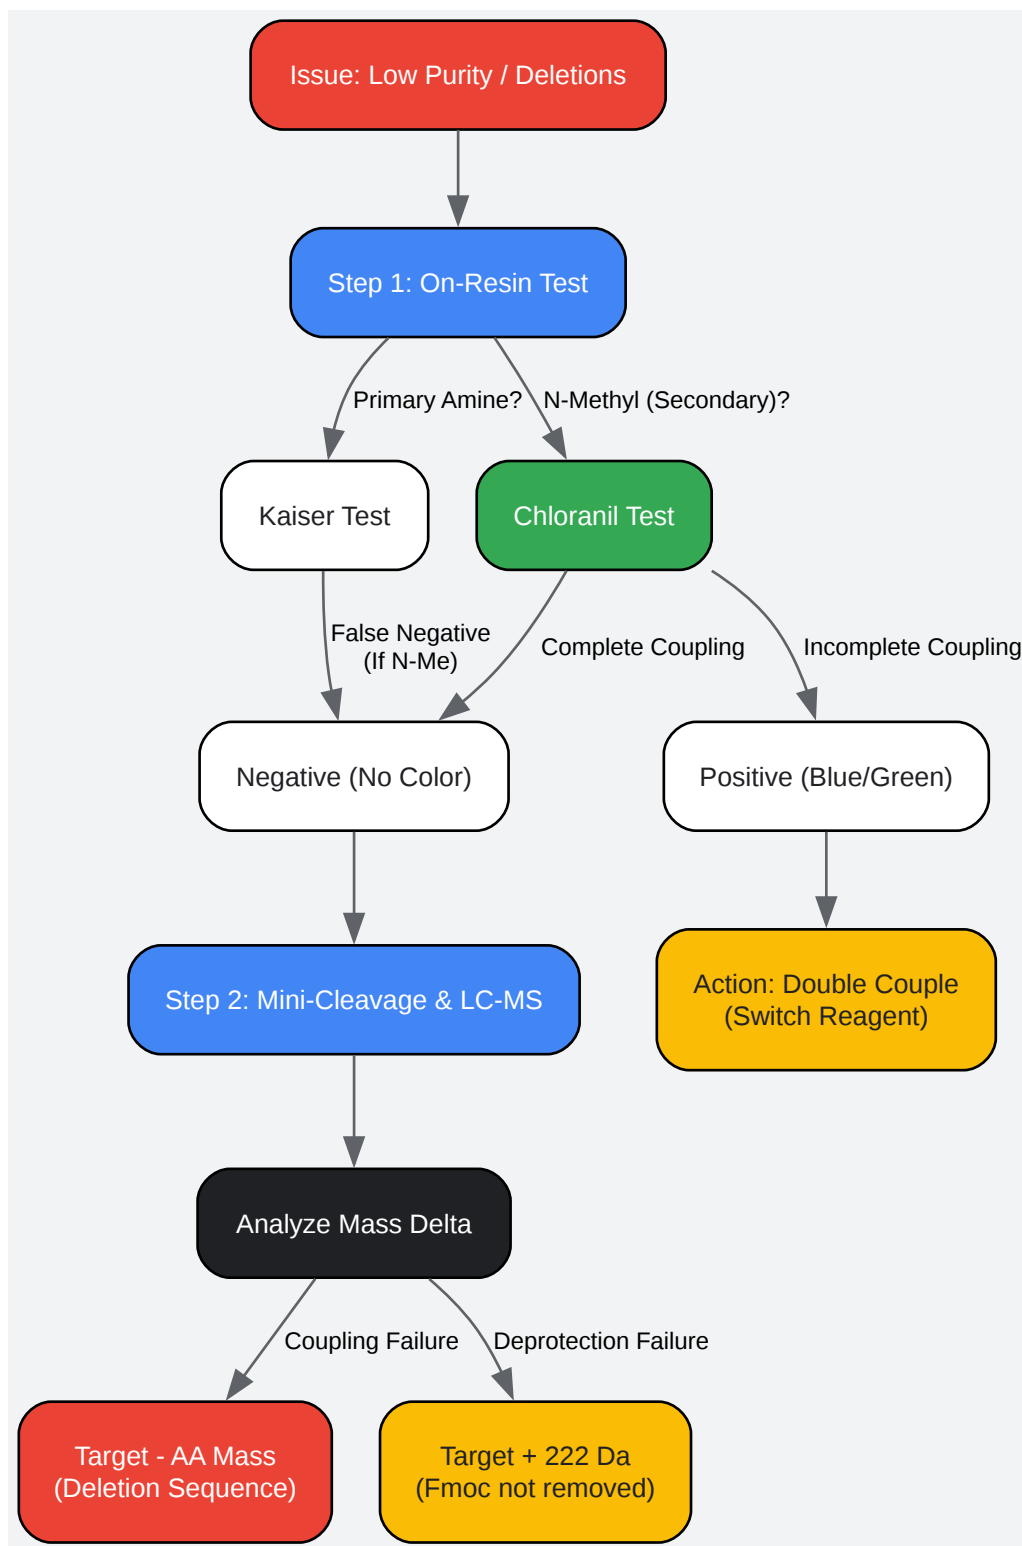 Issue: Low Purity / Deletions
Step 1: On-Resin Test
Primary Amine?
N-Methyl (Secondary)?
Kaiser Test
Chloranil Test
False Negative
(If N-Me)
Complete Coupling
Incomplete Coupling
Negative (No Color)
Positive (Blue/Green)
Step 2: Mini-Cleavage & LC-MS
Action: Double Couple
(Switch Reagent)
Analyze Mass Delta
Coupling Failure
Deprotection Failure
Target - AA Mass
(Deletion Sequence)
Target + 222 Da
(Fmoc not removed)